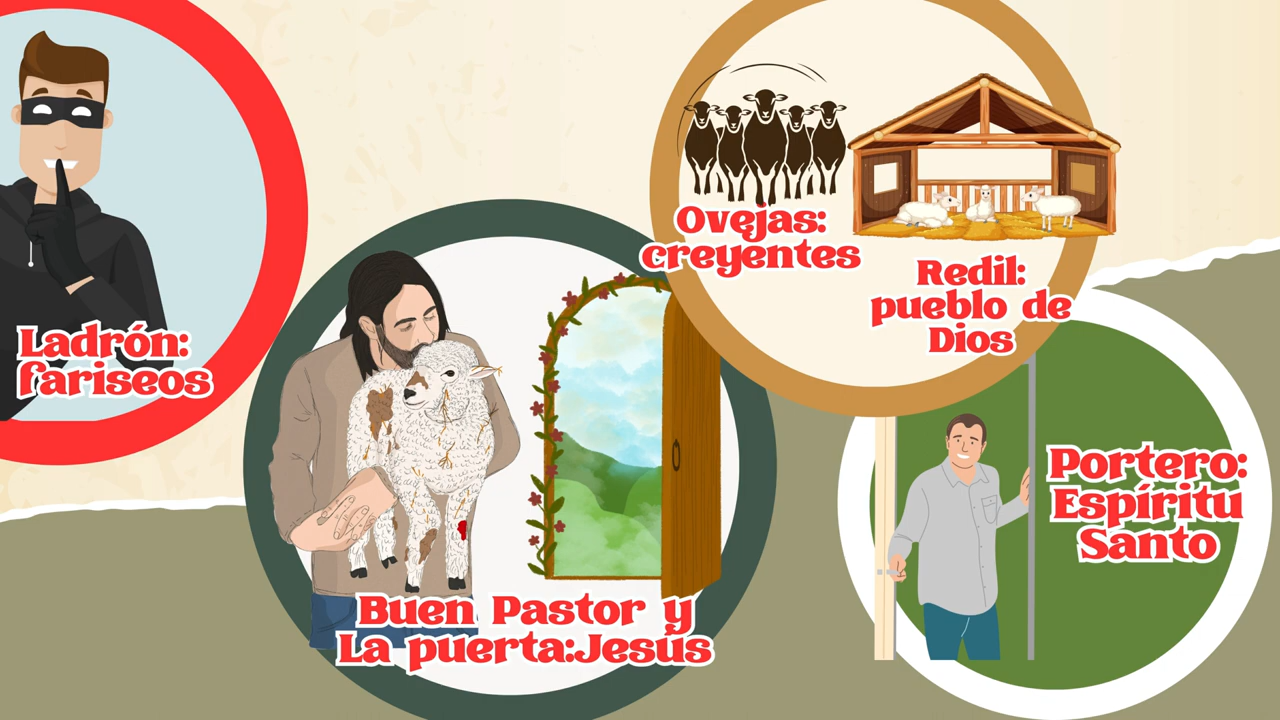 Ladrón:
fariseos
Buen Pastor y
La puerta:Jesús
Ovejas:
creyentes
Redil:
pueblo de
Dios
Portero:
Espíritu
Santo